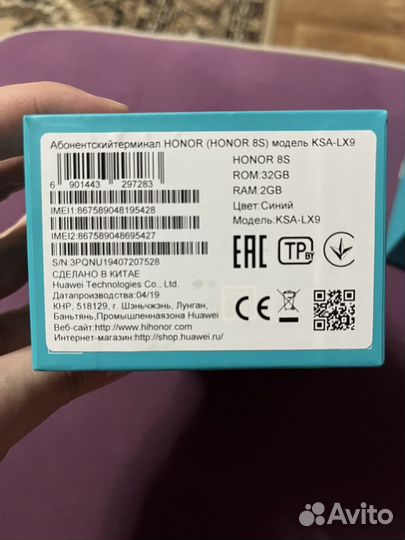 Абонентскийтерминал HONOR (HONOR 8S) модель KSA-LX9
6 901443 297283
IMEI1:867589048195428
IMEI2:867589048695427
S/N:3PQNU19407207528
СДЕЛАНО В КИТАЕ
Huawei Technologies Co., Ltd.
Датапроизводства:04/19
КНР, 518129, г. Шэньчжэнь, Лунган,
Баньтянь,Промышленнаязона Huawei
Веб-сайт:http://www.hihonor.com
Интернет-магазин:http://shop.huawei.ru/
HONOR 8S
ROM:32GB
RAM:2GB
Цвет:Синий
Модель:KSA-LX9
EAC
TP BY
CE
Avito